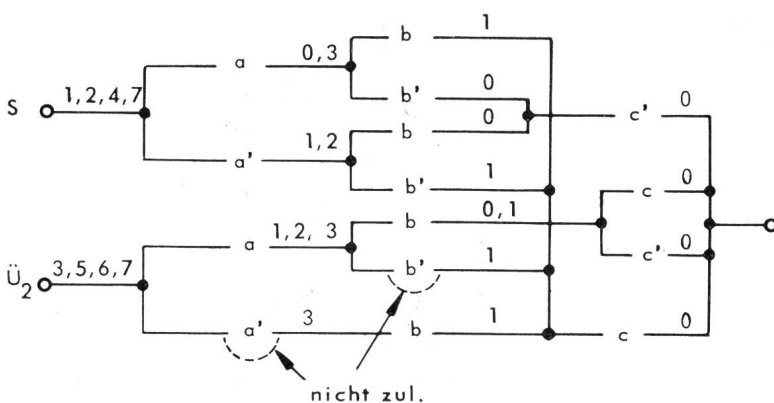 b 1
a 0,3
b' 0 c' 0
S 1,2,4,7
b 0
a' 1,2
b' 1 c 0
a 1,2,3 b 0,1
c' 0
Ü2 3,5,6,7
b' 1
a' 3 b 1 c 0
nicht zul.